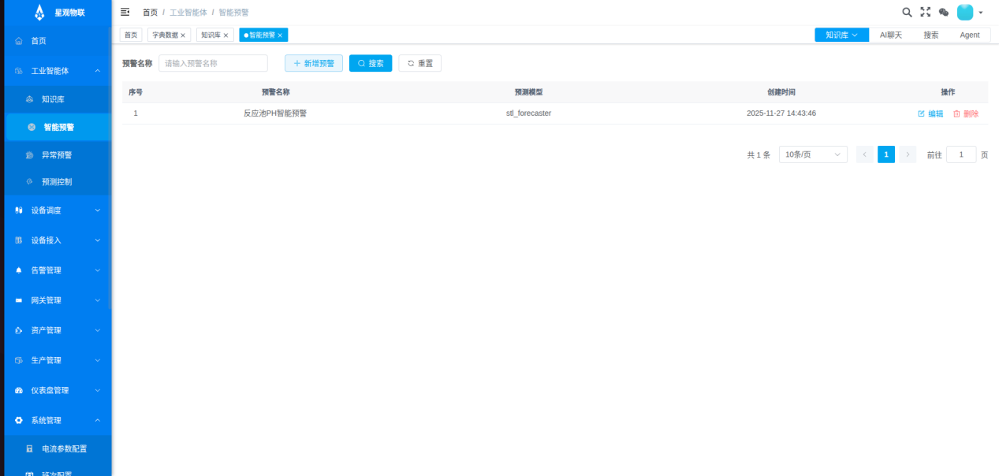 星观物联
首页 / 工业智能体 / 智能预警
首页 字典数据 × 知识库 × 智能预警 ×
知识库 AI聊天 搜索 Agent
首页
工业智能体
知识库
智能预警
异常预警
预测控制
设备调度
设备接入
告警管理
网关管理
资产管理
生产管理
仪表盘管理
系统管理
电流参数配置
班次配置
预警名称 请输入预警名称 新增预警 搜索 重置
序号 预警名称 预测模型 创建时间 操作
1 反应池PH智能预警 stl_forecaster 2025-11-27 14:43:46 编辑 删除
共 1 条 10条/页 1 前往 1 页